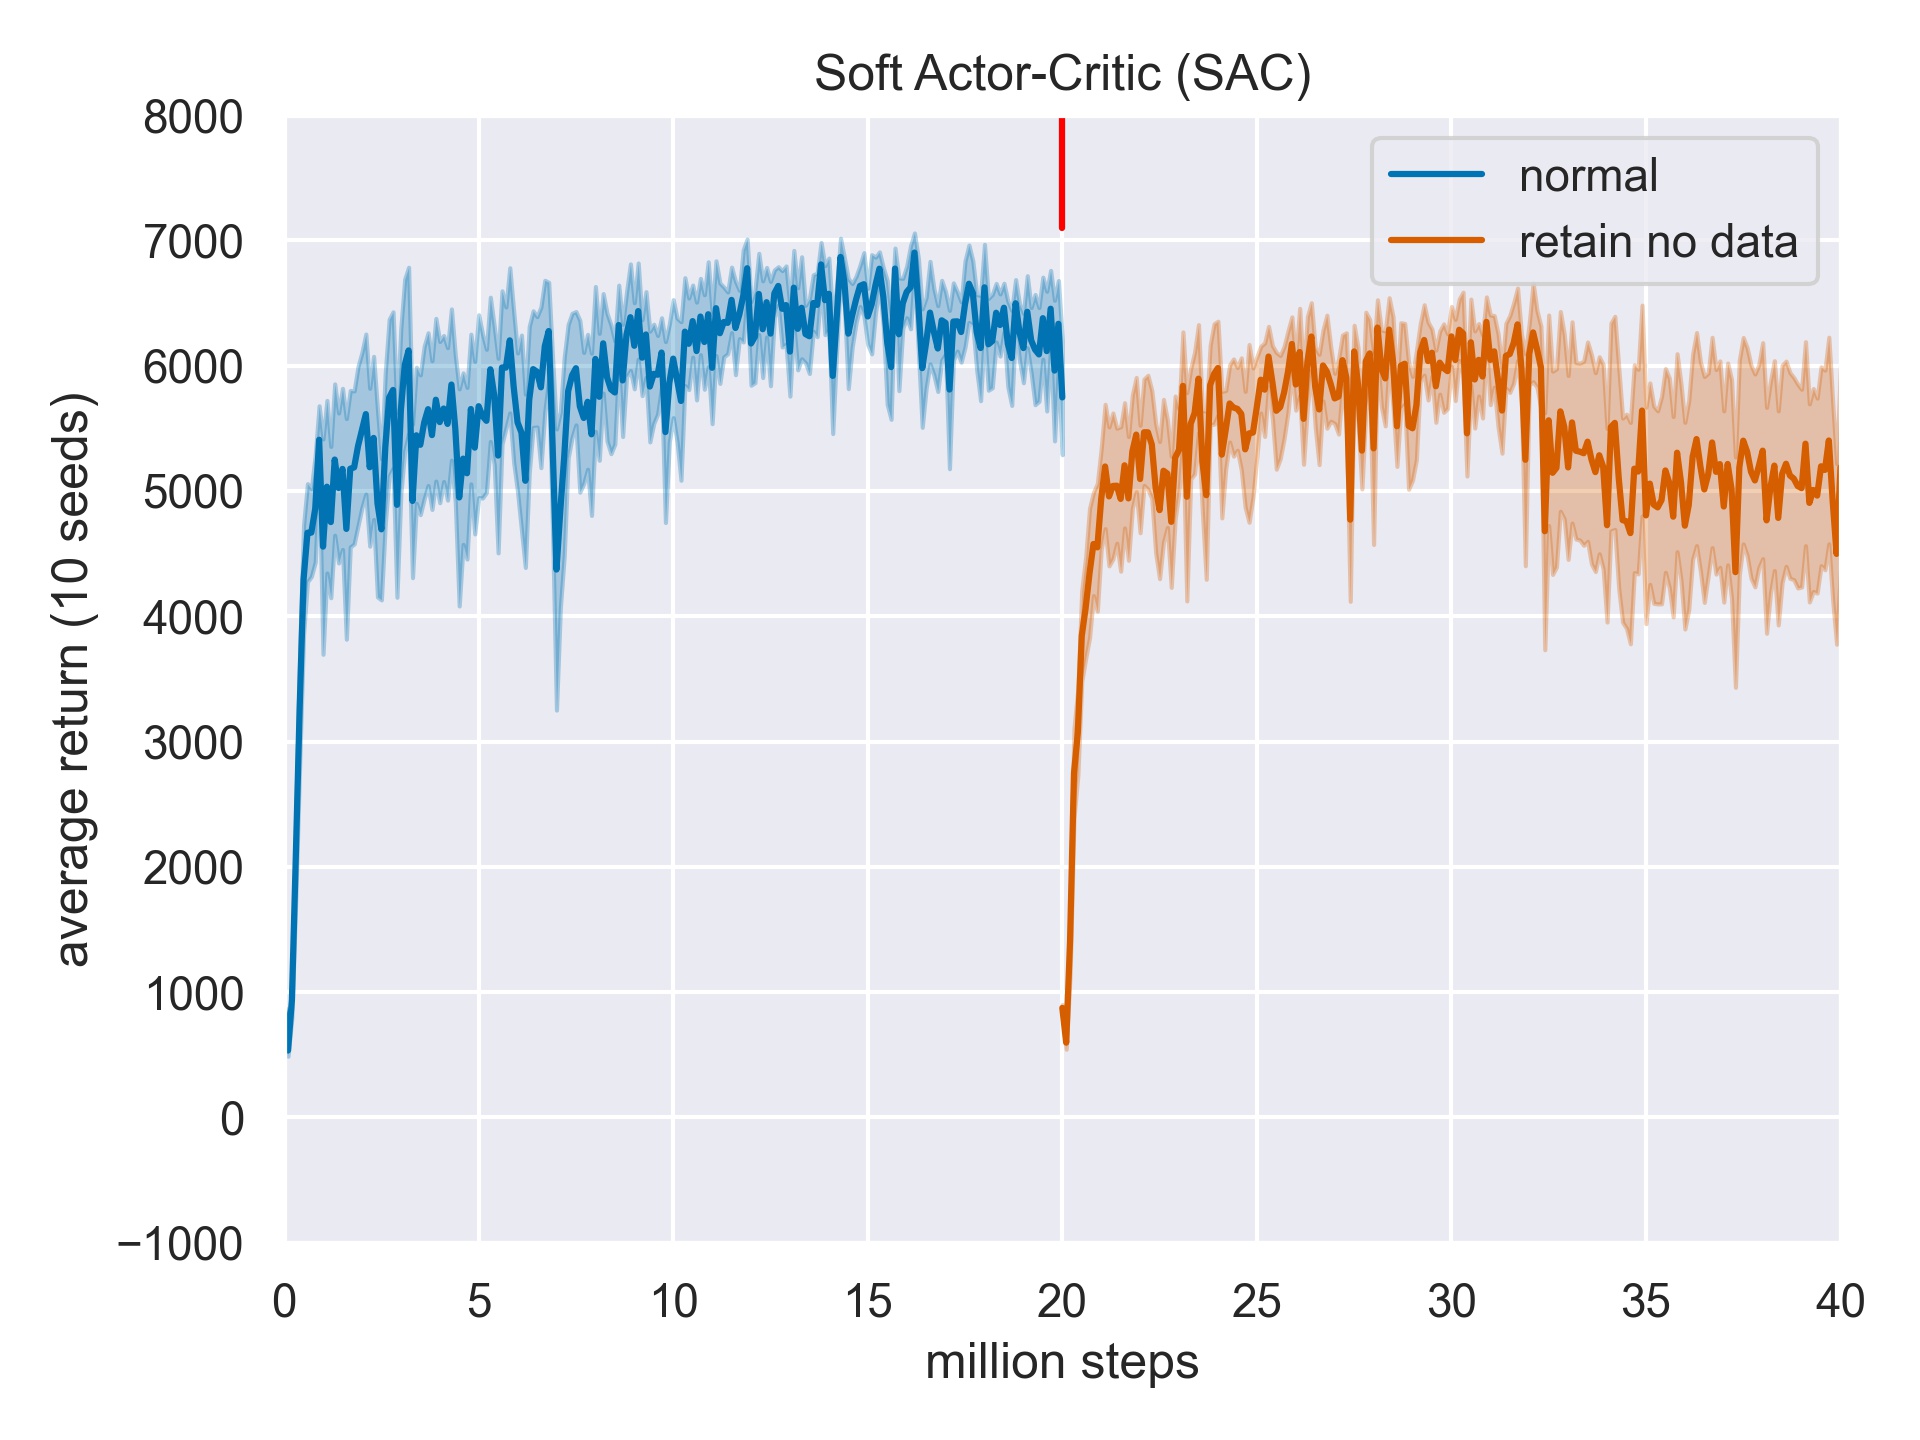 Soft Actor-Critic (SAC)
8000
7000
6000
5000
4000
3000
2000
1000
0
−1000
average return (10 seeds)
normal
retain no data
0 5 10 15 20 25 30 35 40
million steps